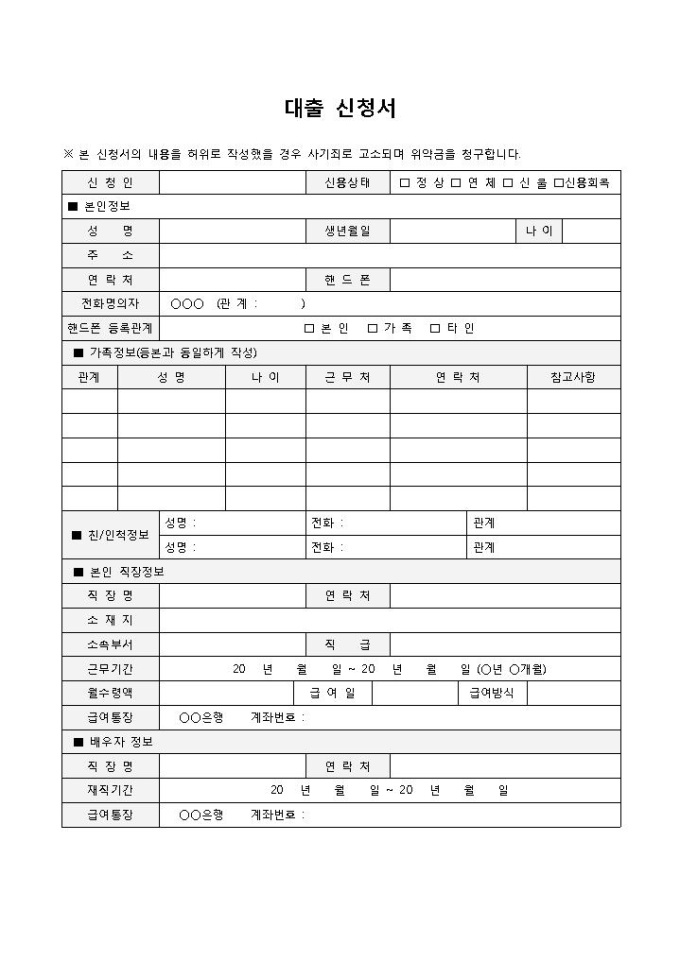 대출 신청서
※ 본 신청서의 내용을 허위로 작성했을 경우 사기죄로 고소되며 위약금을 청구합니다.
신 청 인 신용상태 □ 정 상 □ 연 체 □ 신 불 □신용회복
■ 본인정보
성 명 생년월일 나 이
주 소
연 락 처 핸 드 폰
전화명의자 ○○○ (관 계 : )
핸드폰 등록관계 □ 본 인 □ 가 족 □ 타 인
■ 가족정보(등본과 동일하게 작성)
관계 성 명 나 이 근 무 처 연 락 처 참고사항
■ 친/인척정보 성명 : 전화 : 관계
성명 : 전화 : 관계
■ 본인 직장정보
직 장 명 연 락 처
소 재 지
소속부서 직 급
근무기간 20 년 월 일 ~ 20 년 월 일 (○년 ○개월)
월수령액 급 여 일 급여방식
급여통장 ○○은행 계좌번호 :
■ 배우자 정보
직 장 명 연 락 처
재직기간 20 년 월 일 ~ 20 년 월 일
급여통장 ○○은행 계좌번호 :